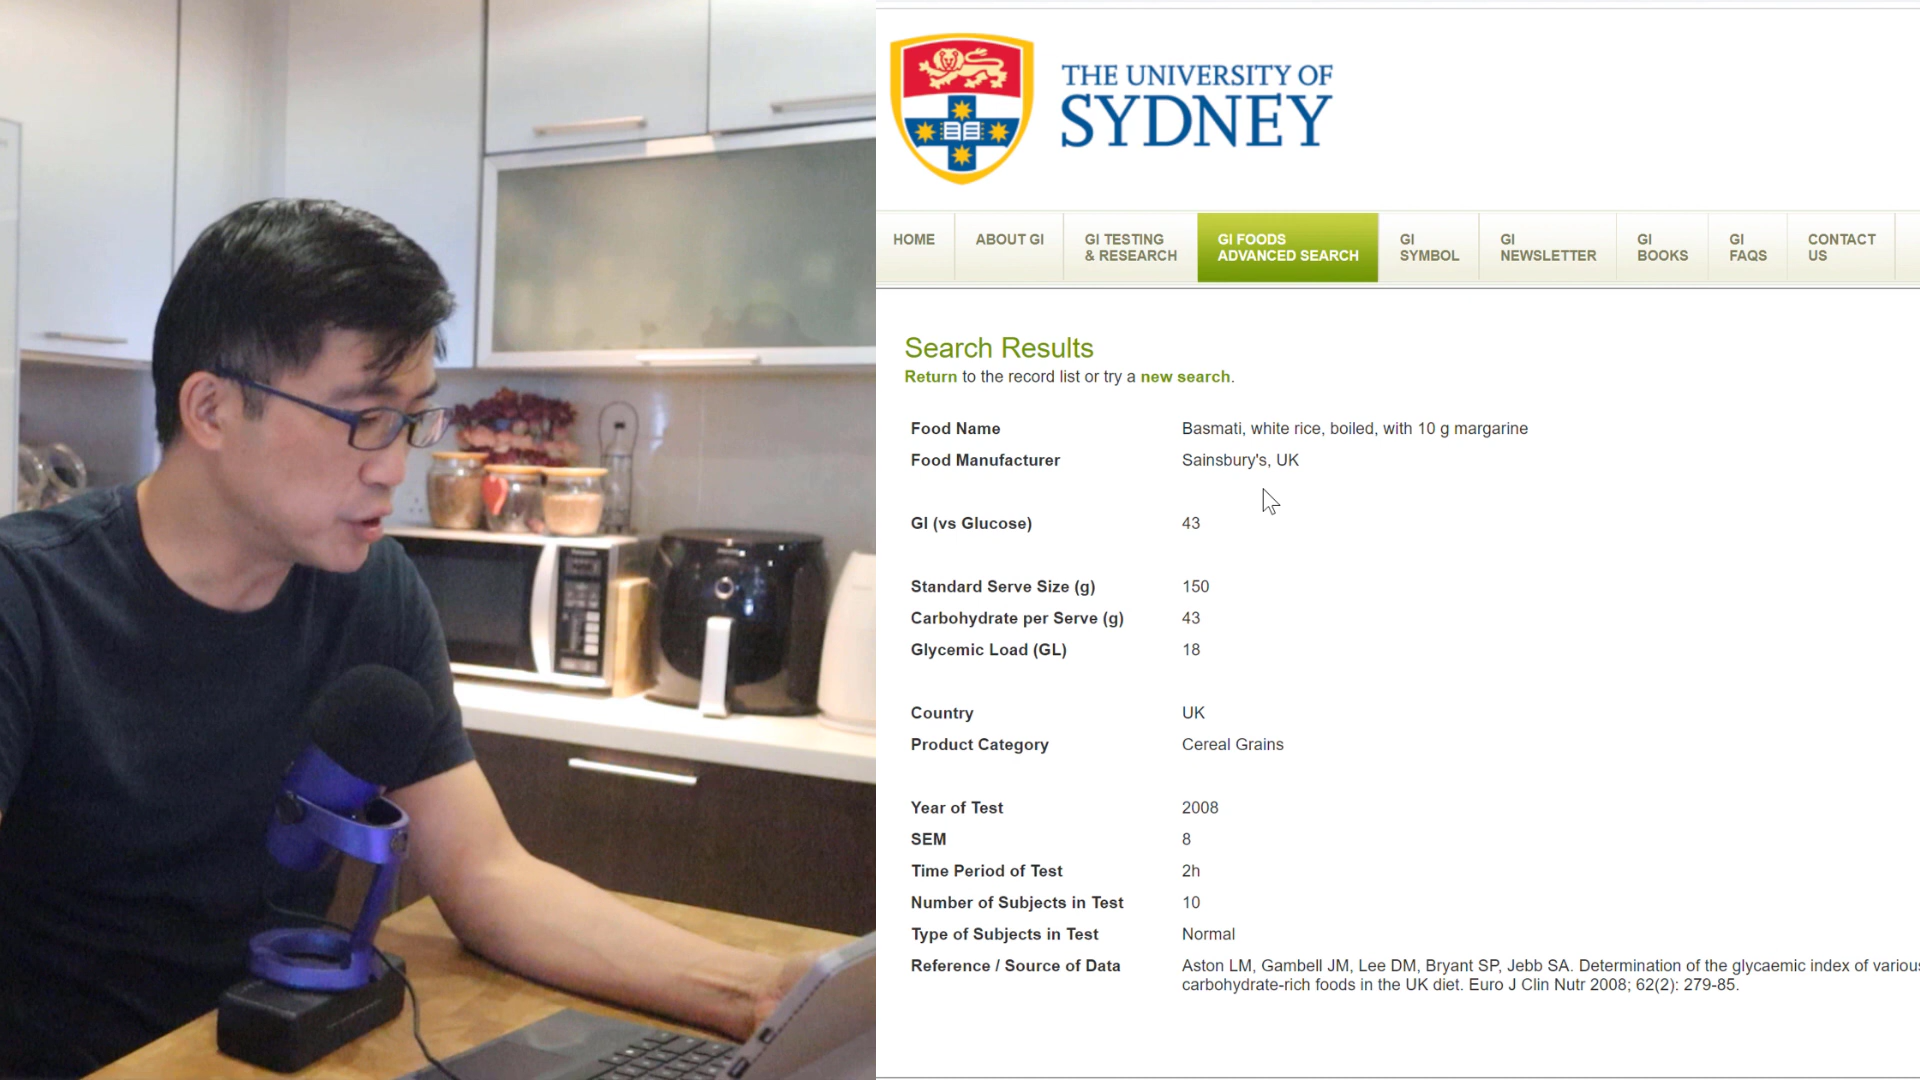 THE UNIVERSITY OF
SYDNEY
HOME
ABOUT GI
GI TESTING
& RESEARCH
GI FOODS
ADVANCED SEARCH
GI
SYMBOL
GI
NEWSLETTER
GI
BOOKS
GI
FAQS
CONTACT
US
Search Results
Return to the record list or try a new search.
Food Name Basmati, white rice, boiled, with 10 g margarine
Food Manufacturer Sainsbury's, UK
GI (vs Glucose) 43
Standard Serve Size (g) 150
Carbohydrate per Serve (g) 43
Glycemic Load (GL) 18
Country UK
Product Category Cereal Grains
Year of Test 2008
SEM 8
Time Period of Test 2h
Number of Subjects in Test 10
Type of Subjects in Test Normal
Reference / Source of Data Aston LM, Gambell JM, Lee DM, Bryant SP, Jebb SA. Determination of the glycaemic index of various
carbohydrate-rich foods in the UK diet. Euro J Clin Nutr 2008; 62(2): 279-85.